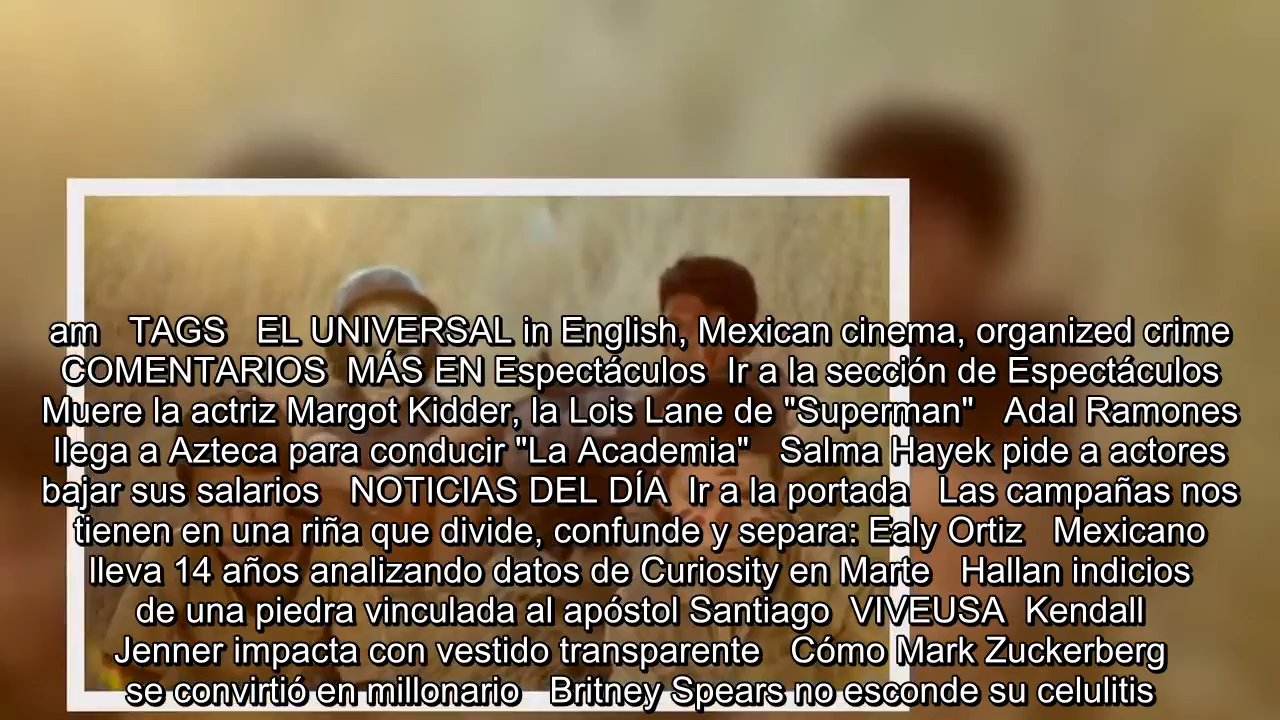 am TAGS EL UNIVERSAL in English, Mexican cinema, organized crime
COMENTARIOS MÁS EN Espectáculos Ir a la sección de Espectáculos
Muere la actriz Margot Kidder, la Lois Lane de "Superman" Adal Ramones
llega a Azteca para conducir "La Academia" Salma Hayek pide a actores
bajar sus salarios NOTICIAS DEL DÍA Ir a la portada Las campañas nos
tienen en una riña que divide, confunde y separa: Ealy Ortiz Mexicano
lleva 14 años analizando datos de Curiosity en Marte Hallan indicios
de una piedra vinculada al apóstol Santiago VIVEUSA Kendall
Jenner impacta con vestido transparente Cómo Mark Zuckerberg
se convirtió en millonario Britney Spears no esconde su celulitis